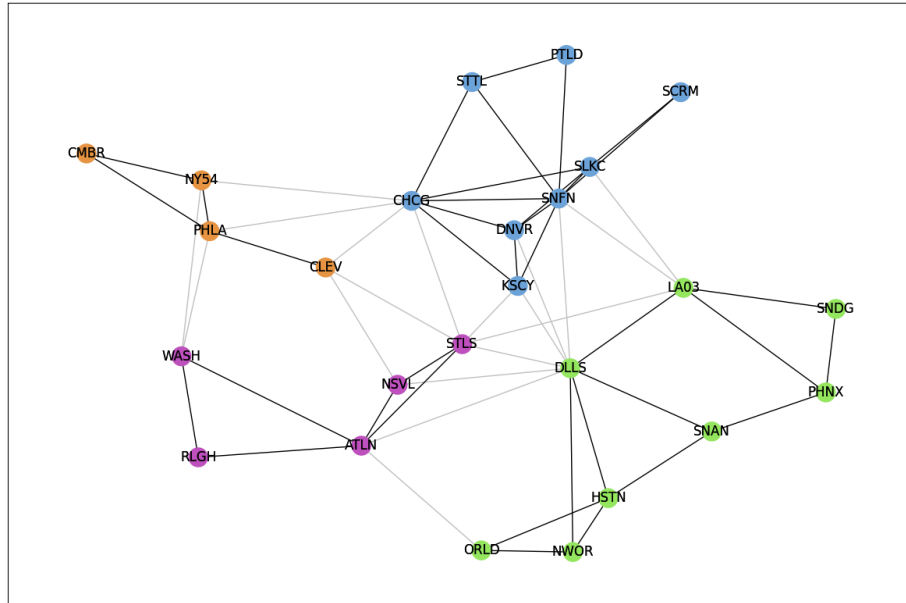 PTLD
STTL
SCRM
CMBR
SLKC
NY54
CHCG
SNFN
PHLA
DNVR
CLEV
KSCY
LA03
SNDG
STLS
WASH
DLLS
NSVL
PHNX
SNAN
ATLN
RLGH
HSTN
ORLD
NWOR